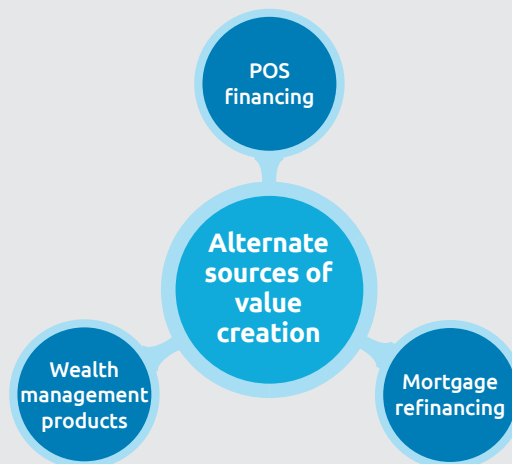 POS
financing
Alternate
sources of
value
creation
Wealth
management
products
Mortgage
refinancing